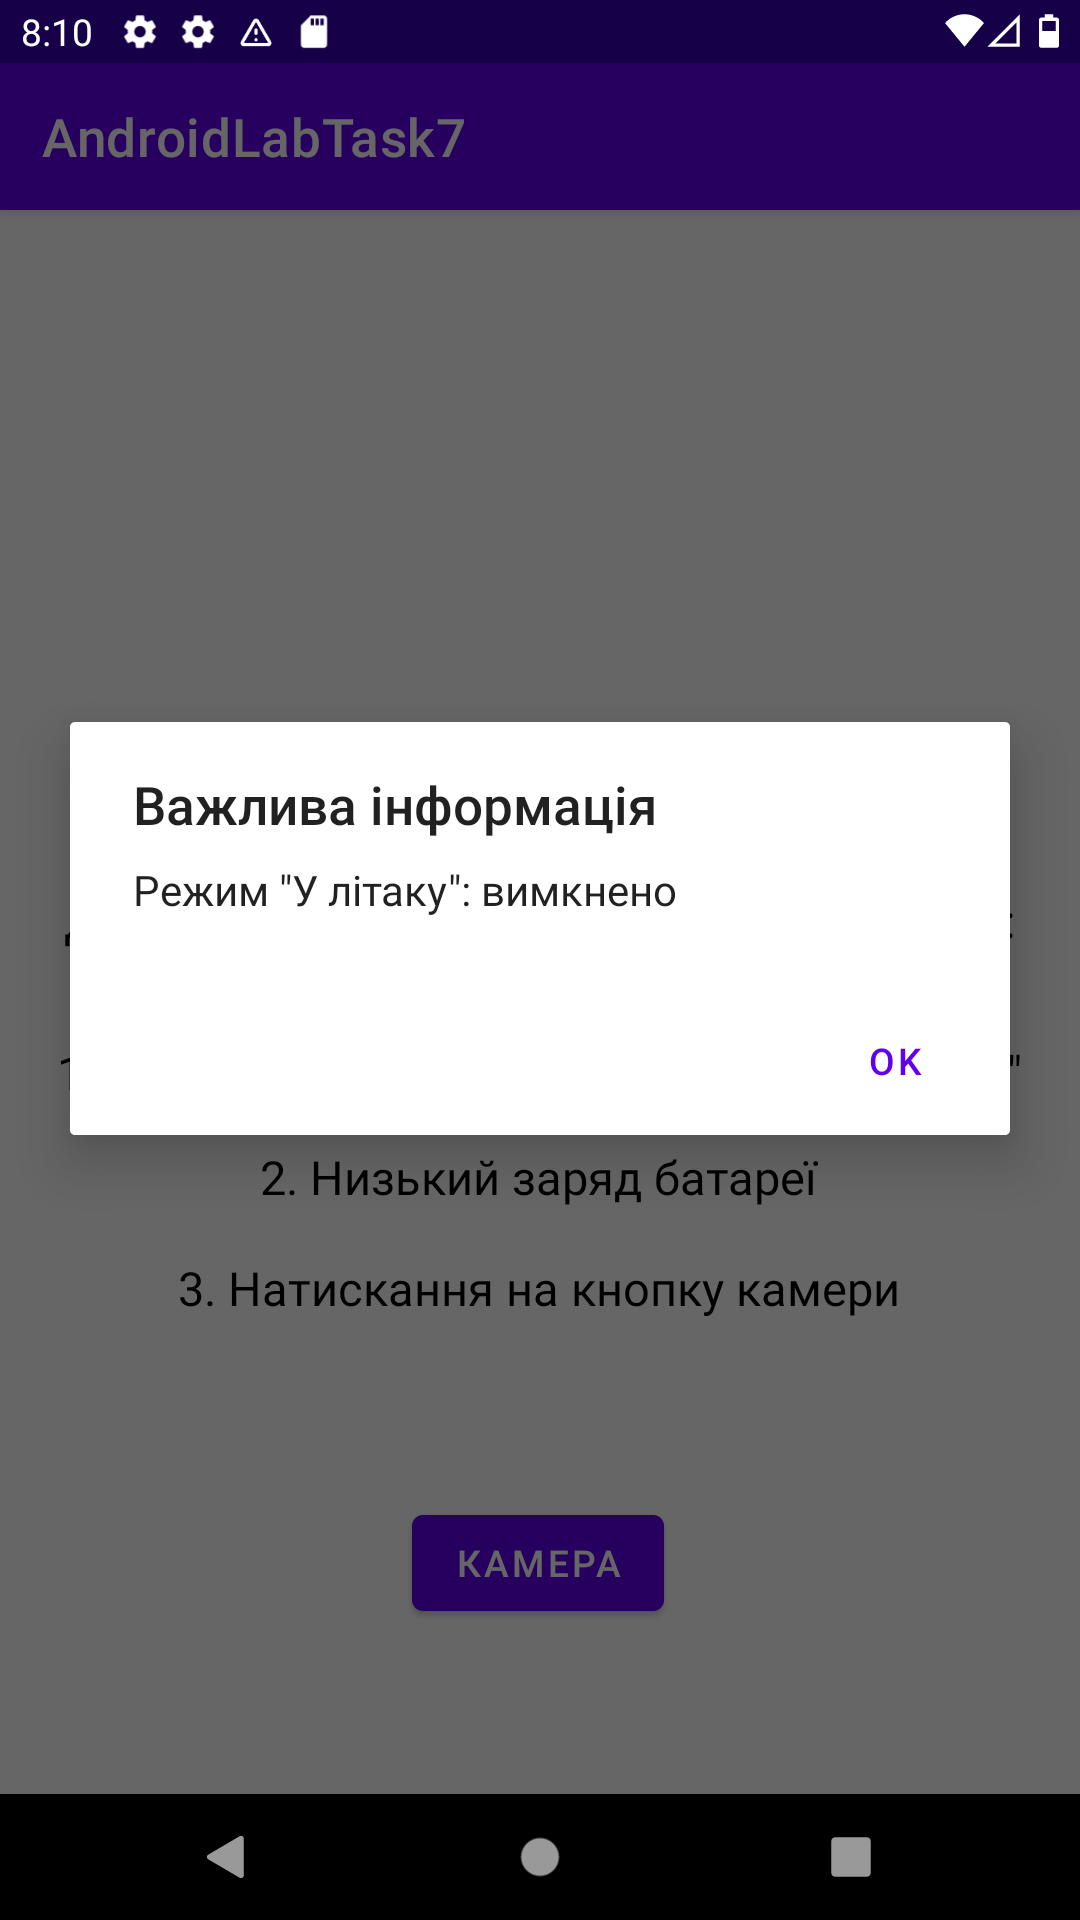 8:10
AndroidLabTask7
Важлива інформація
Режим "У літаку": вимкнено
OK
2. Низький заряд батареї
3. Натискання на кнопку камери
КАМЕРА